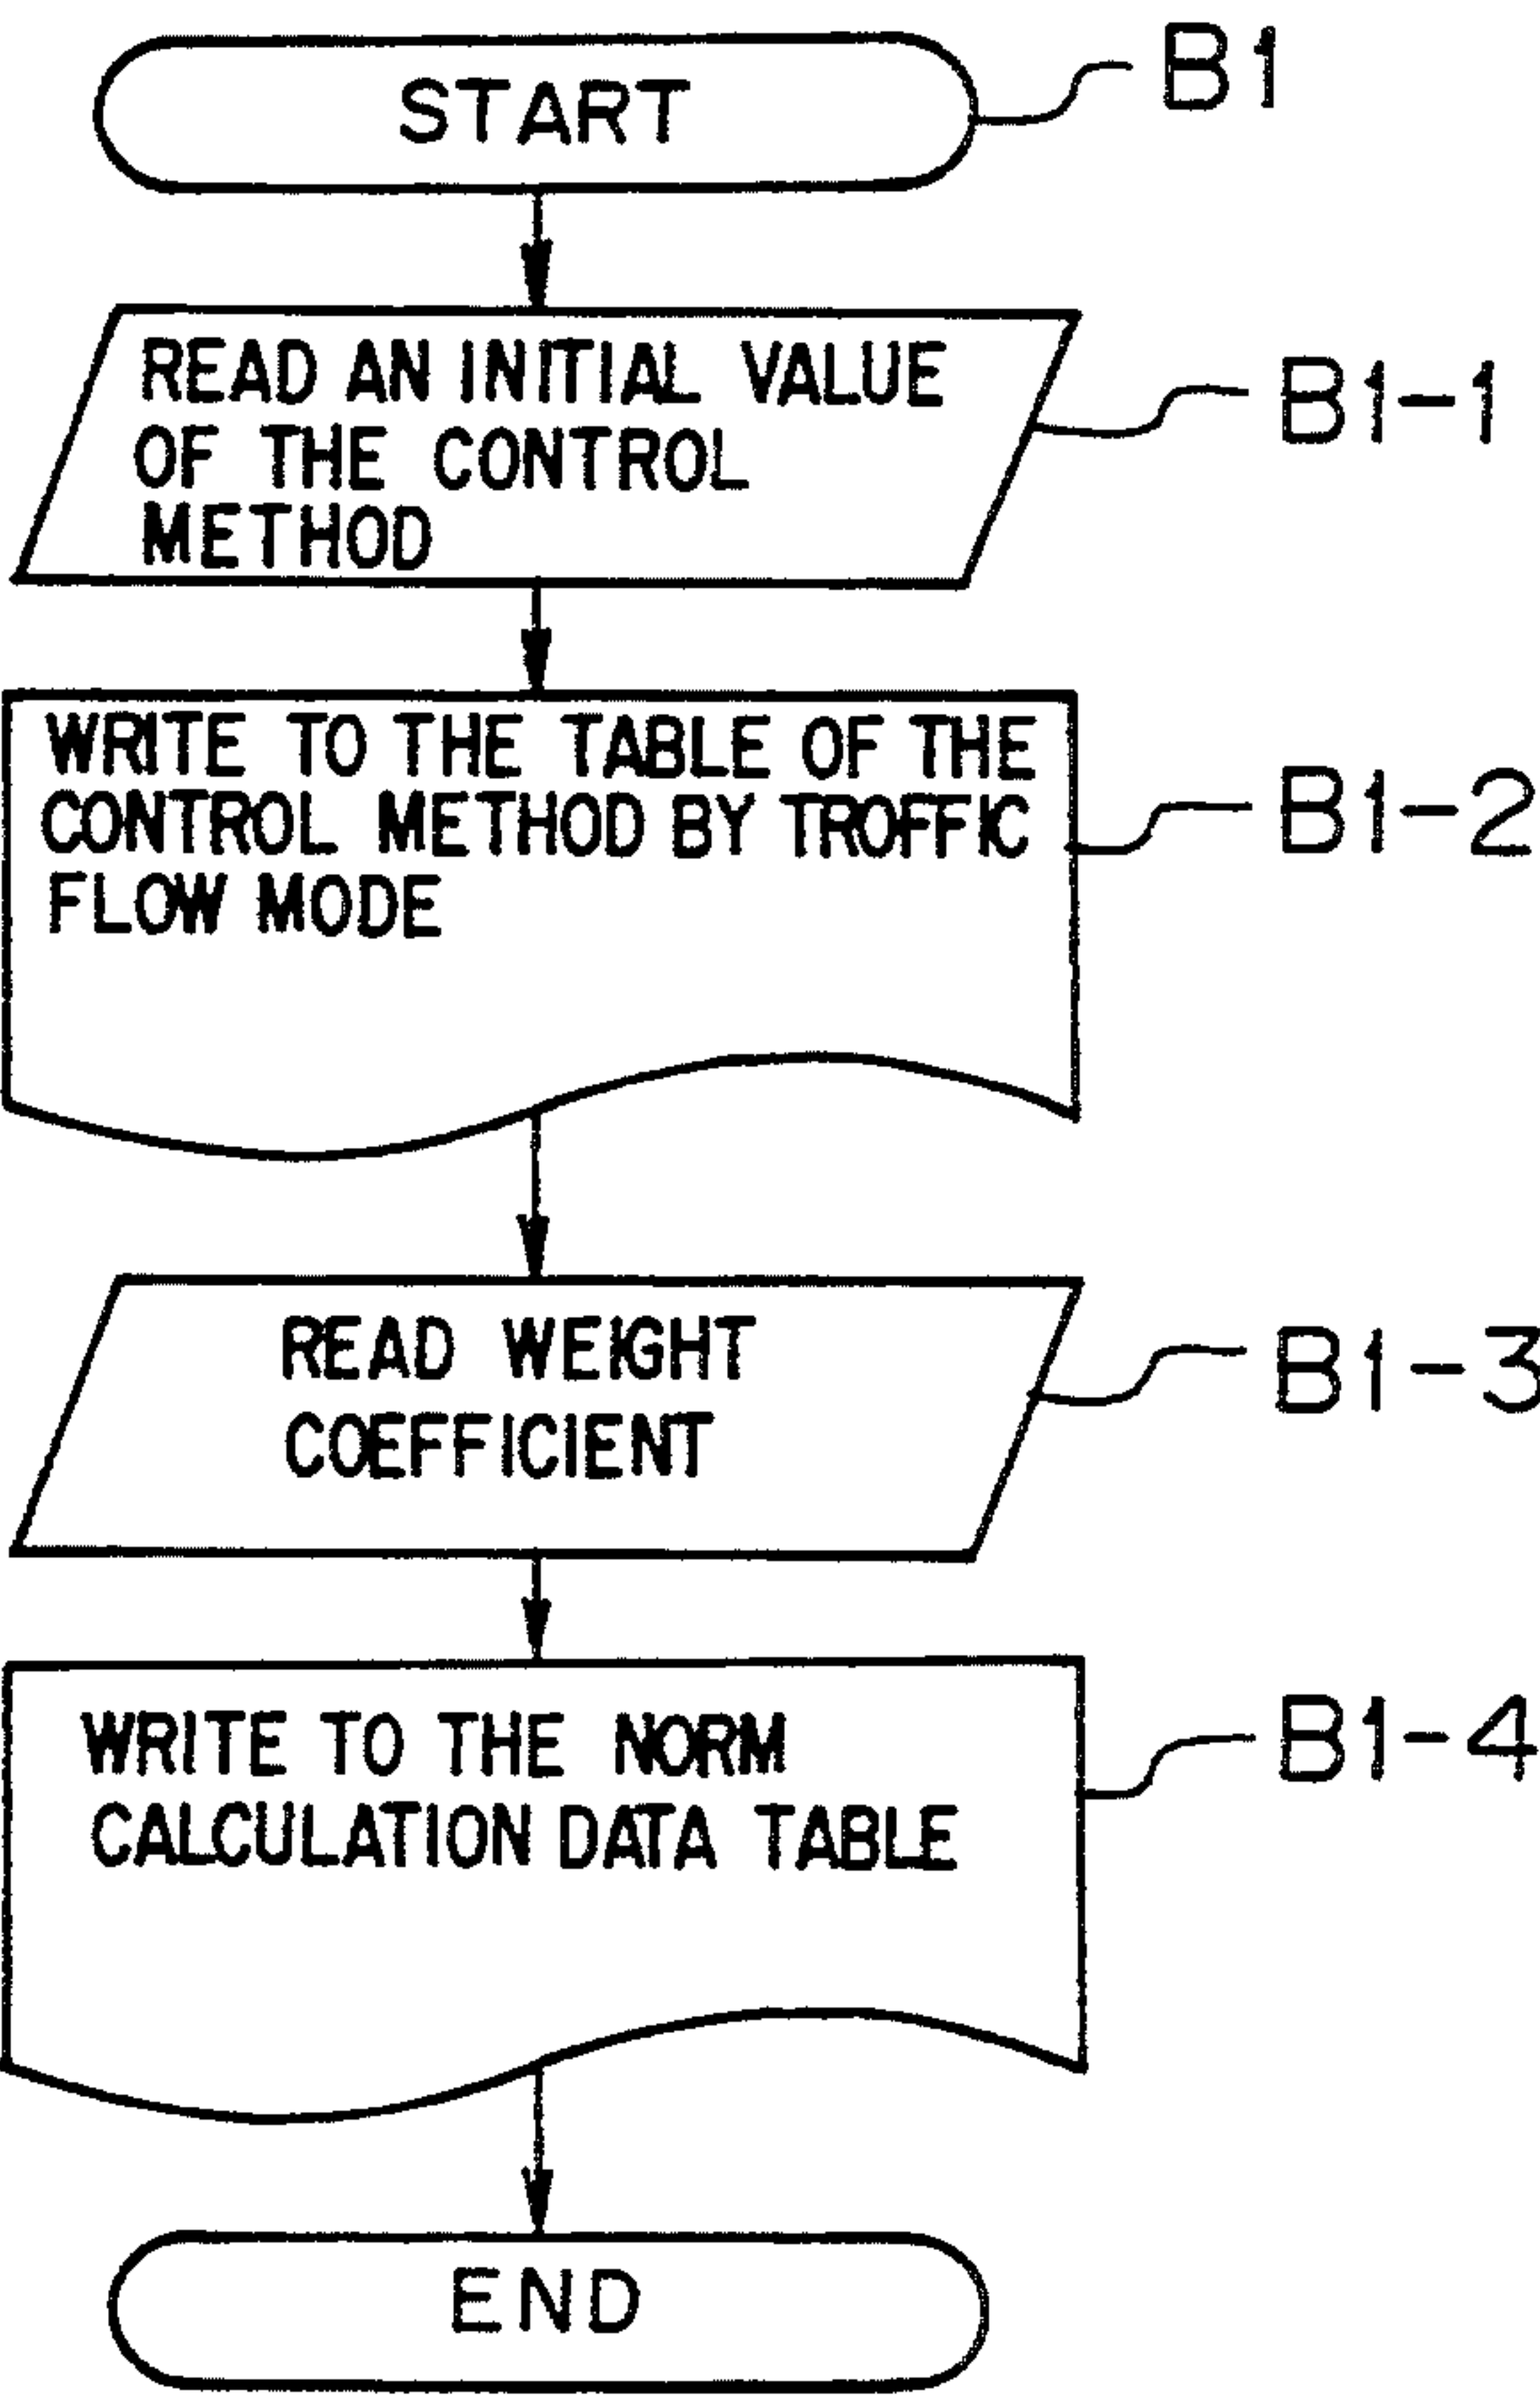 START
B1
READ AN INITIAL VALUE
OF THE CONTROL
METHOD
B1-1
WRITE TO THE TABLE OF THE
CONTROL METHOD BY TROFFIC
FLOW MODE
B1-2
READ WEIGHT
COEFFICIENT
B1-3
WRITE TO THE NORM
CALCULATION DATA TABLE
B1-4
END